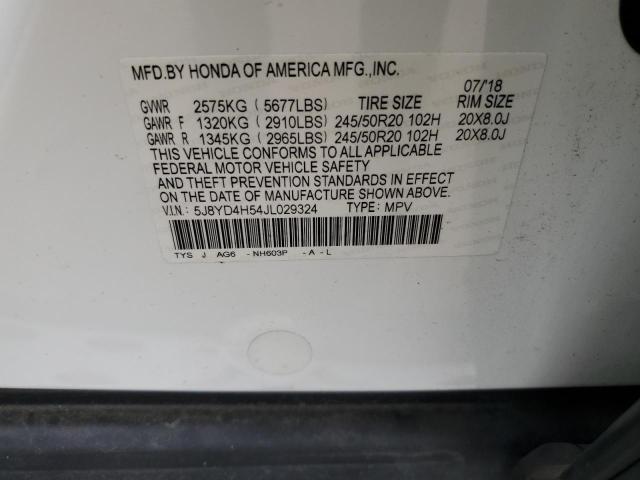 MFD.BY HONDA OF AMERICA MFG.,INC.
07/'18
GVWR 2575KG ( 5677LBS) TIRE SIZE RIM SIZE
GAWR F 1320KG ( 2910LBS) 245/50R20 102H 20X8.0J
GAWR R 1345KG ( 2965LBS) 245/50R20 102H 20X8.0J
THIS VEHICLE CONFORMS TO ALL APPLICABLE
FEDERAL MOTOR VEHICLE SAFETY
AND THEFT PREVENTION STANDARDS IN EFFECT
ON THE DATE OF MANUFACTURE SHOWN ABOVE.
V.I.N.: 5J8YD4H54JL029324 TYPE: MPV
TYS J AG6 -NH603P -A-L